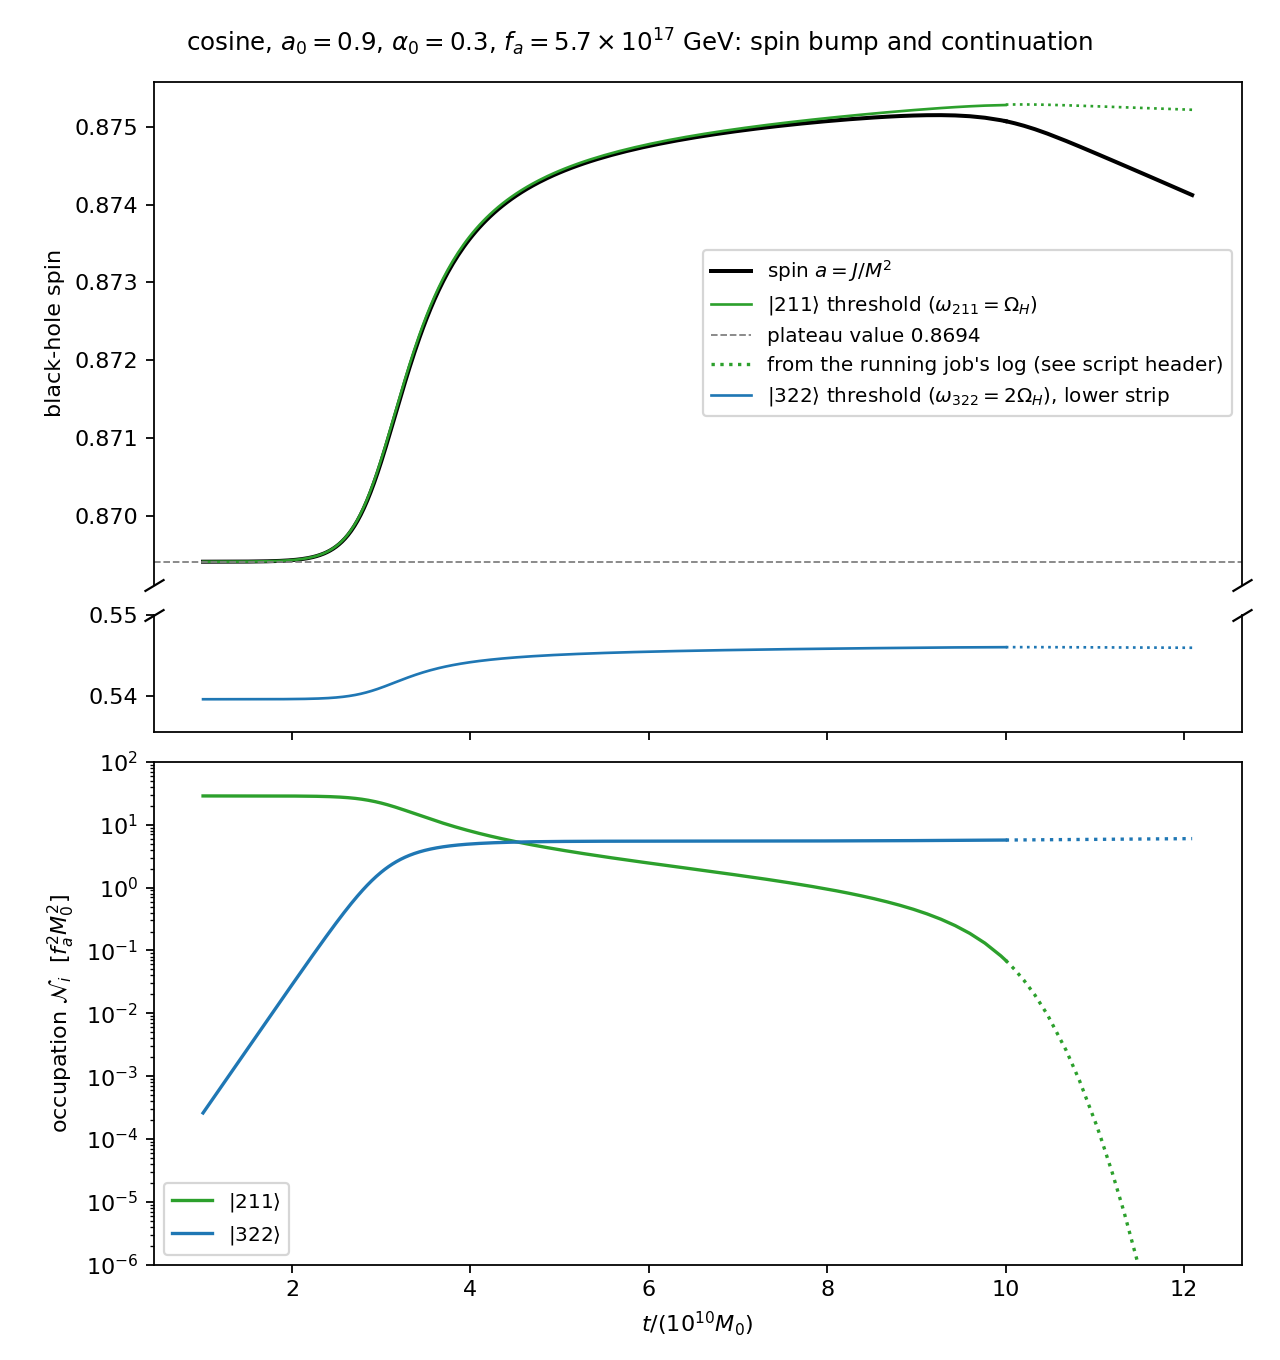 cosine, a₀ = 0.9, α₀ = 0.3, fₐ = 5.7 × 10¹⁷ GeV: spin bump and continuation
black-hole spin
0.875
0.874
0.873
0.872
0.871
0.870
spin a = J/M²
|211⟩ threshold (ω₂₁₁ = Ω_H)
plateau value 0.8694
from the running job's log (see script header)
|322⟩ threshold (ω₃₂₂ = 2Ω_H), lower strip
0.55
0.54
occupation 𝒩ᵢ [fₐ²M₀²]
10²
10¹
10⁰
10⁻¹
10⁻²
10⁻³
10⁻⁴
10⁻⁵
10⁻⁶
|211⟩
|322⟩
2 4 6 8 10 12
t/(10¹⁰M₀)